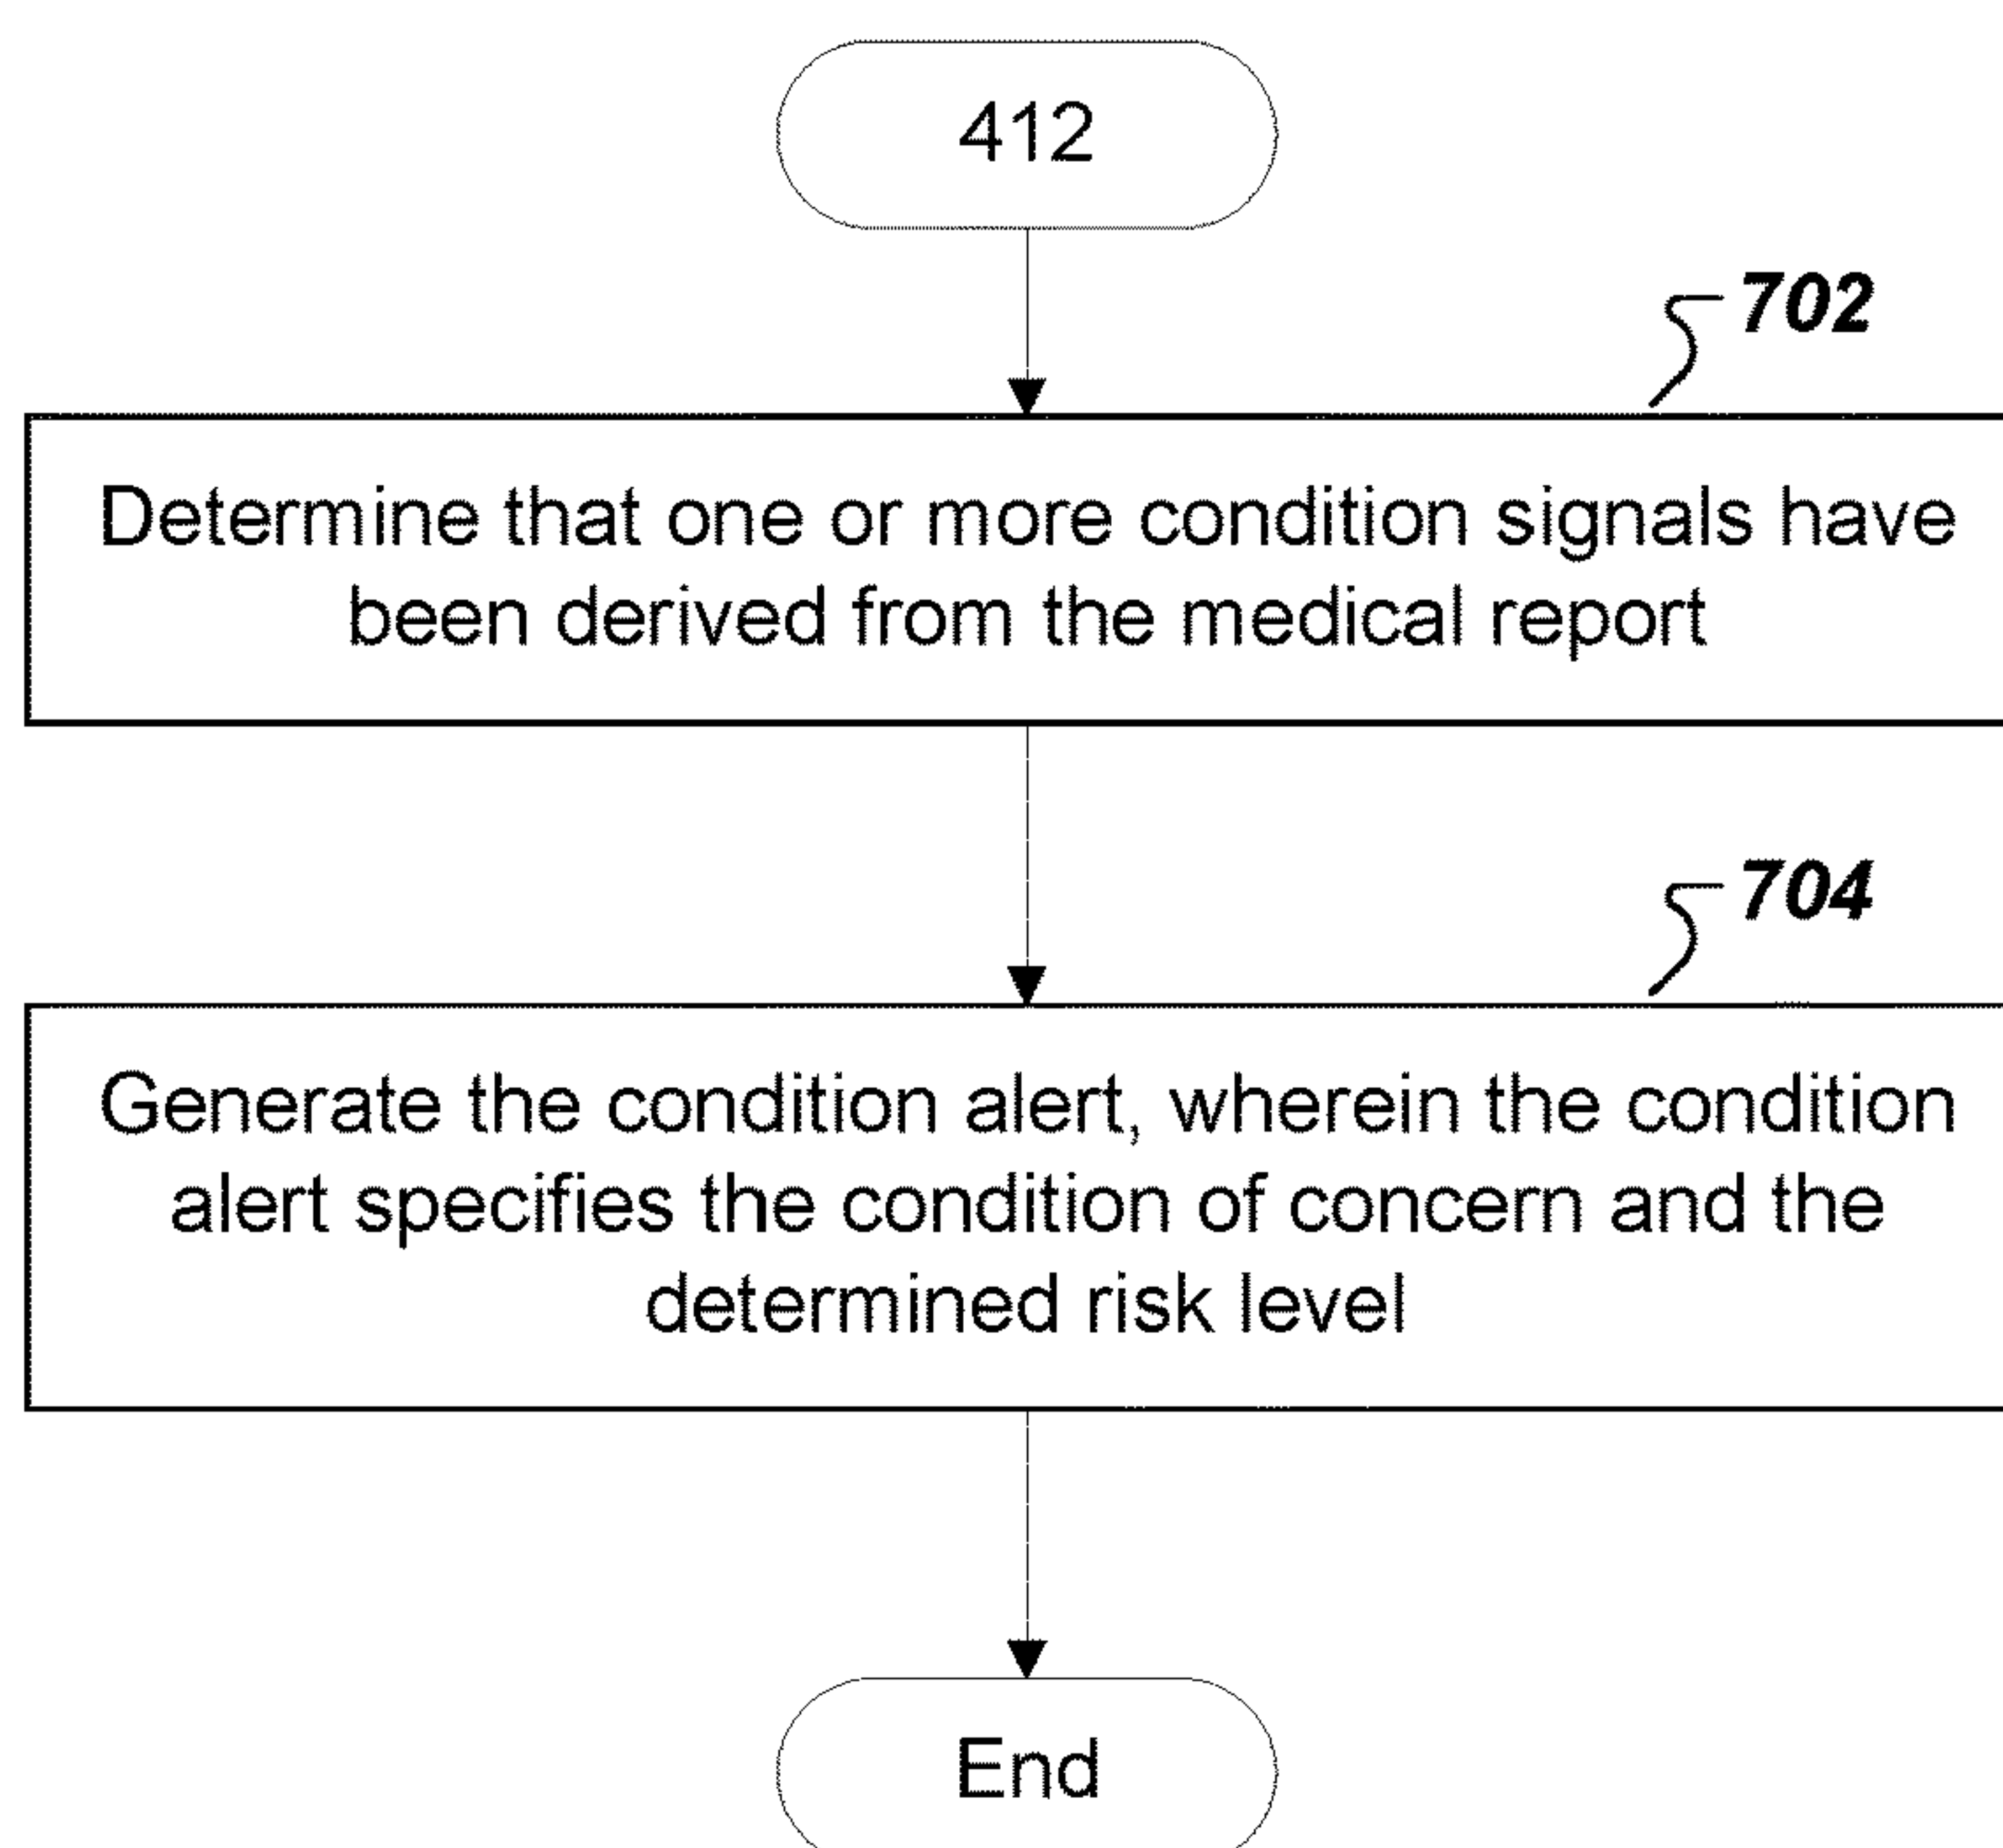 412
702
Determine that one or more condition signals have
been derived from the medical report
704
Generate the condition alert, wherein the condition
alert specifies the condition of concern and the
determined risk level
End